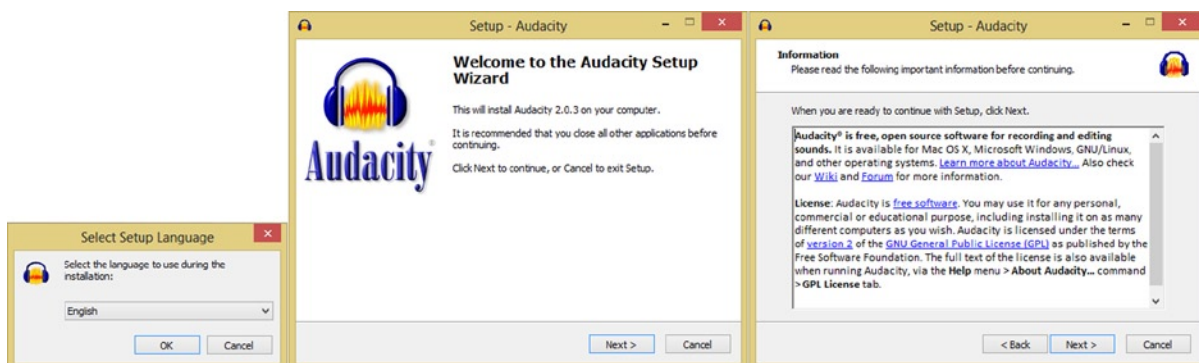 Select Setup Language
Select the language to use during the
installation:
English
OK
Cancel
Setup - Audacity
Audacity®
Welcome to the Audacity Setup
Wizard
This will install Audacity 2.0.3 on your computer.
It is recommended that you close all other applications before
continuing.
Click Next to continue, or Cancel to exit Setup.
Next >
Cancel
Setup - Audacity
Information
Please read the following important information before continuing.
When you are ready to continue with Setup, click Next.
Audacity® is free, open source software for recording and editing
sounds. It is available for Mac OS X, Microsoft Windows, GNU/Linux,
and other operating systems. Learn more about Audacity... Also check
our Wiki and Forum for more information.
License: Audacity is free software. You may use it for any personal,
commercial or educational purpose, including installing it on as many
different computers as you wish. Audacity is licensed under the terms
of version 2 of the GNU General Public License (GPL) as published by the
Free Software Foundation. The full text of the license is also available
when running Audacity, via the Help menu > About Audacity... command
> GPL License tab.
< Back
Next >
Cancel